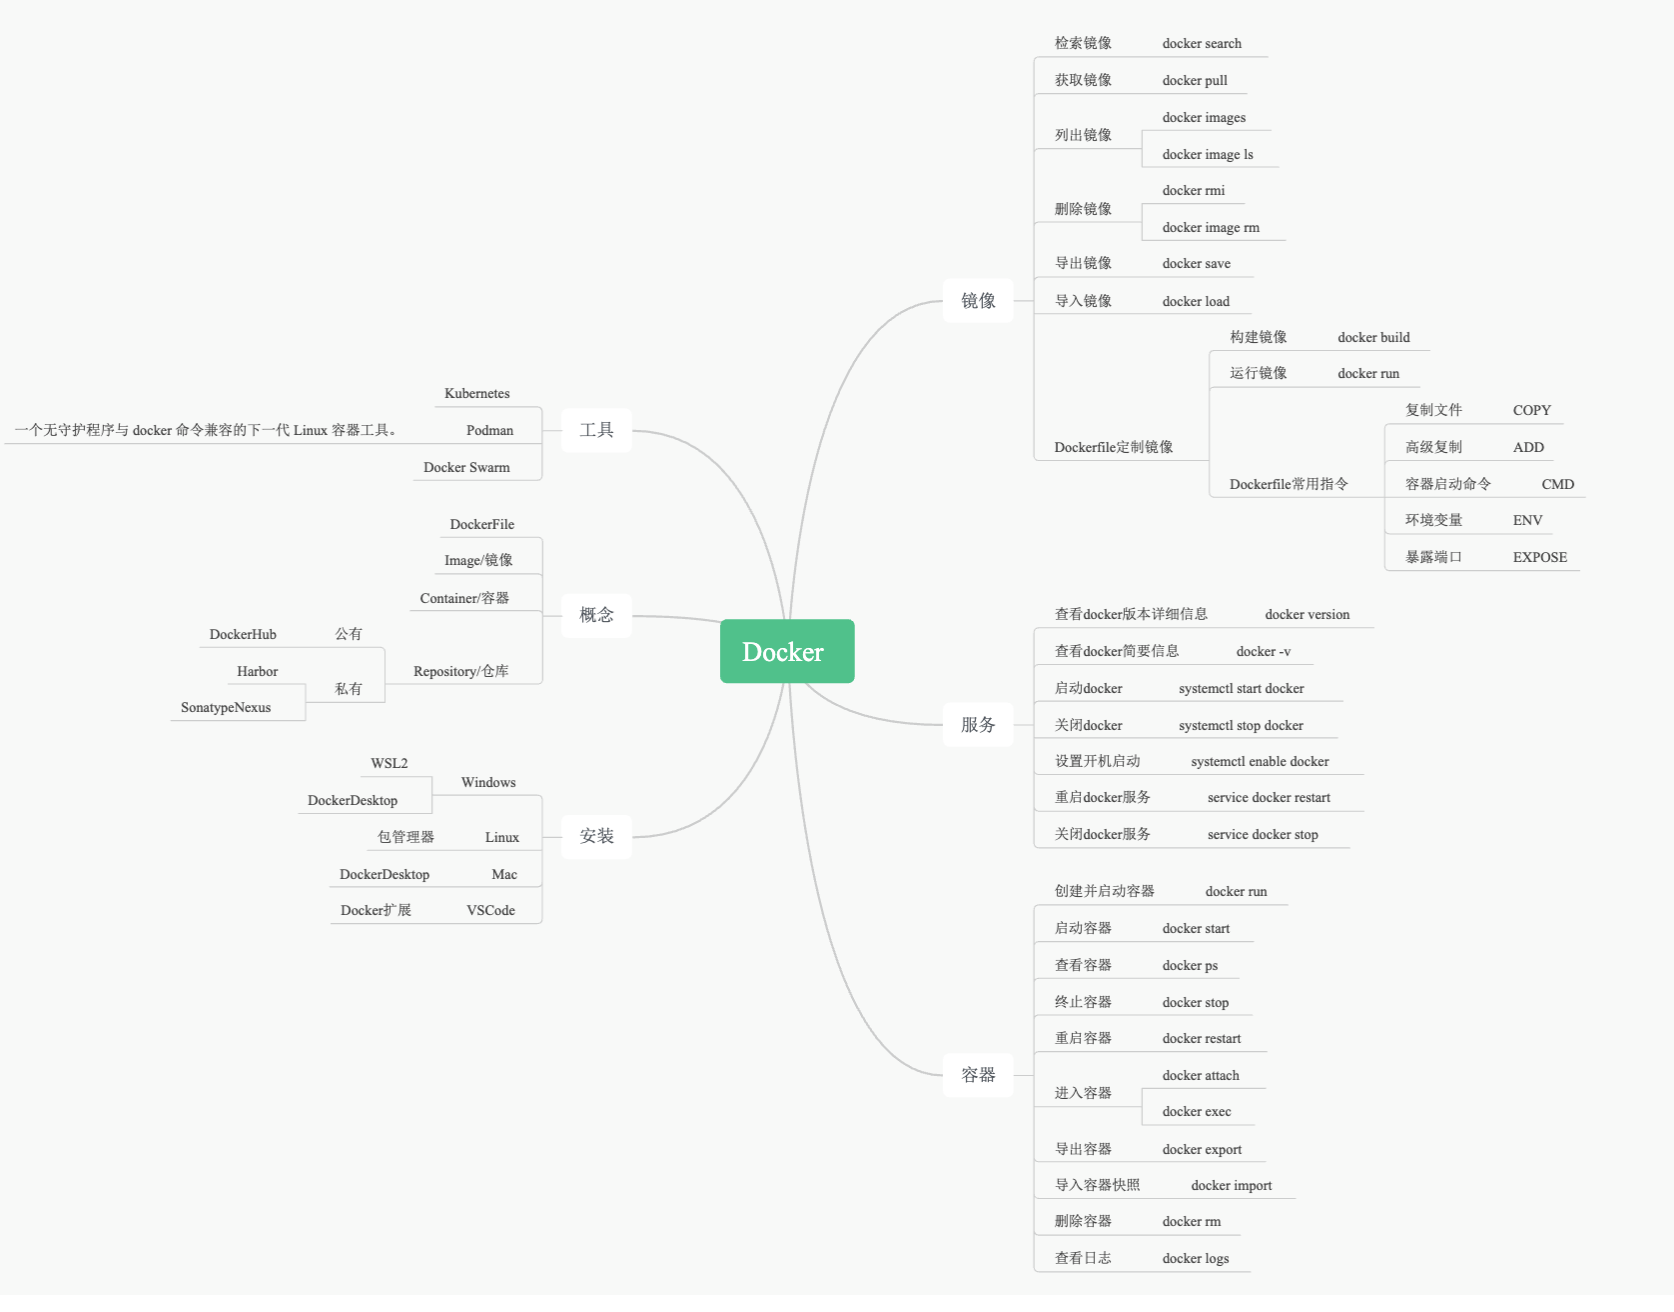 Docker
镜像
检索镜像 docker search
获取镜像 docker pull
列出镜像
docker images
docker image ls
删除镜像
docker rmi
docker image rm
导出镜像 docker save
导入镜像 docker load
Dockerfile定制镜像
构建镜像 docker build
运行镜像 docker run
Dockerfile常用指令
复制文件 COPY
高级复制 ADD
容器启动命令 CMD
环境变量 ENV
暴露端口 EXPOSE
服务
查看docker版本详细信息 docker version
查看docker简要信息 docker -v
启动docker systemctl start docker
关闭docker systemctl stop docker
设置开机启动 systemctl enable docker
重启docker服务 service docker restart
关闭docker服务 service docker stop
容器
创建并启动容器 docker run
启动容器 docker start
查看容器 docker ps
终止容器 docker stop
重启容器 docker restart
进入容器
docker attach
docker exec
导出容器 docker export
导入容器快照 docker import
删除容器 docker rm
查看日志 docker logs
工具
Kubernetes
一个无守护程序与 docker 命令兼容的下一代 Linux 容器工具。 Podman
Docker Swarm
概念
DockerFile
Image/镜像
Container/容器
Repository/仓库
DockerHub 公有
私有
Harbor
SonatypeNexus
安装
Windows
WSL2
DockerDesktop
包管理器 Linux
DockerDesktop Mac
Docker扩展 VSCode